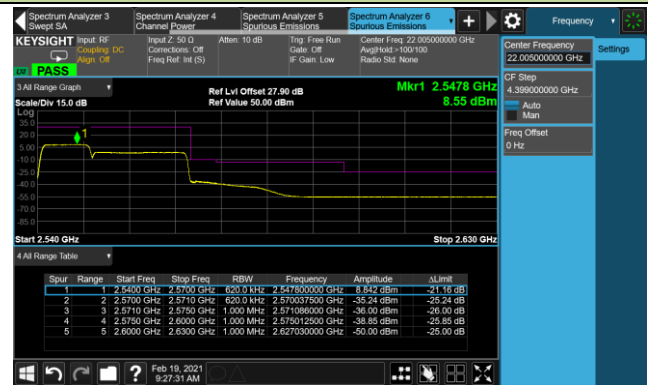 Spectrum Analyzer 3 Swept SA
Spectrum Analyzer 4 Channel Power
Spectrum Analyzer 5 Spurious Emissions
Spectrum Analyzer 6 Spurious Emissions
Frequency
KEYSIGHT Input: RF Input Z: 50 Ω Atten: 10 dB Trig: Free Run Center Freq: 22.005000000 GHz
Coupling: DC Corrections: Off Gate: Off Avg|Hold:>100/100
Align: Off Freq Ref: Int (S) IF Gain: Low Radio Std: None
PASS
Center Frequency
22.005000000 GHz
Settings
CF Step
4.399000000 GHz
Auto
Man
Freq Offset
0 Hz
3 All Range Graph
Ref Lvl Offset 27.90 dB
Mkr1 2.5478 GHz
Scale/Div 15.0 dB
Ref Value 50.00 dBm
8.55 dBm
Log
35.0
20.0
5.00
-10.0
-25.0
-40.0
-55.0
-70.0
-85.0
1
Start 2.540 GHz
Stop 2.630 GHz
4 All Range Table
Spur Range Start Freq Stop Freq RBW Frequency Amplitude ΔLimit
1 1 2.5400 GHz 2.5700 GHz 620.0 kHz 2.547800000 GHz 8.842 dBm -21.16 dB
2 2 2.5700 GHz 2.5710 GHz 620.0 kHz 2.570037500 GHz -35.24 dBm -25.24 dB
3 3 2.5710 GHz 2.5750 GHz 1.000 MHz 2.571086000 GHz -36.00 dBm -26.00 dB
4 4 2.5750 GHz 2.6000 GHz 1.000 MHz 2.575012500 GHz -38.85 dBm -25.85 dB
5 5 2.6000 GHz 2.6300 GHz 1.000 MHz 2.627030000 GHz -50.00 dBm -25.00 dB
?
Feb 19, 2021
9:27:31 AM